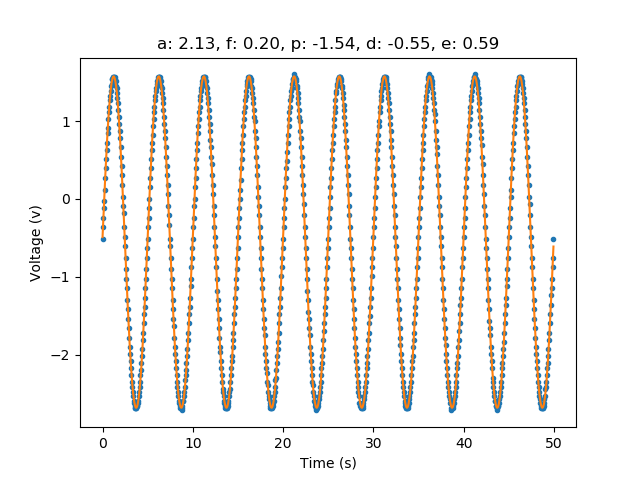 a: 2.13, f: 0.20, p: -1.54, d: -0.55, e: 0.59
1
0
−1
−2
Voltage (v)
0 10 20 30 40 50
Time (s)